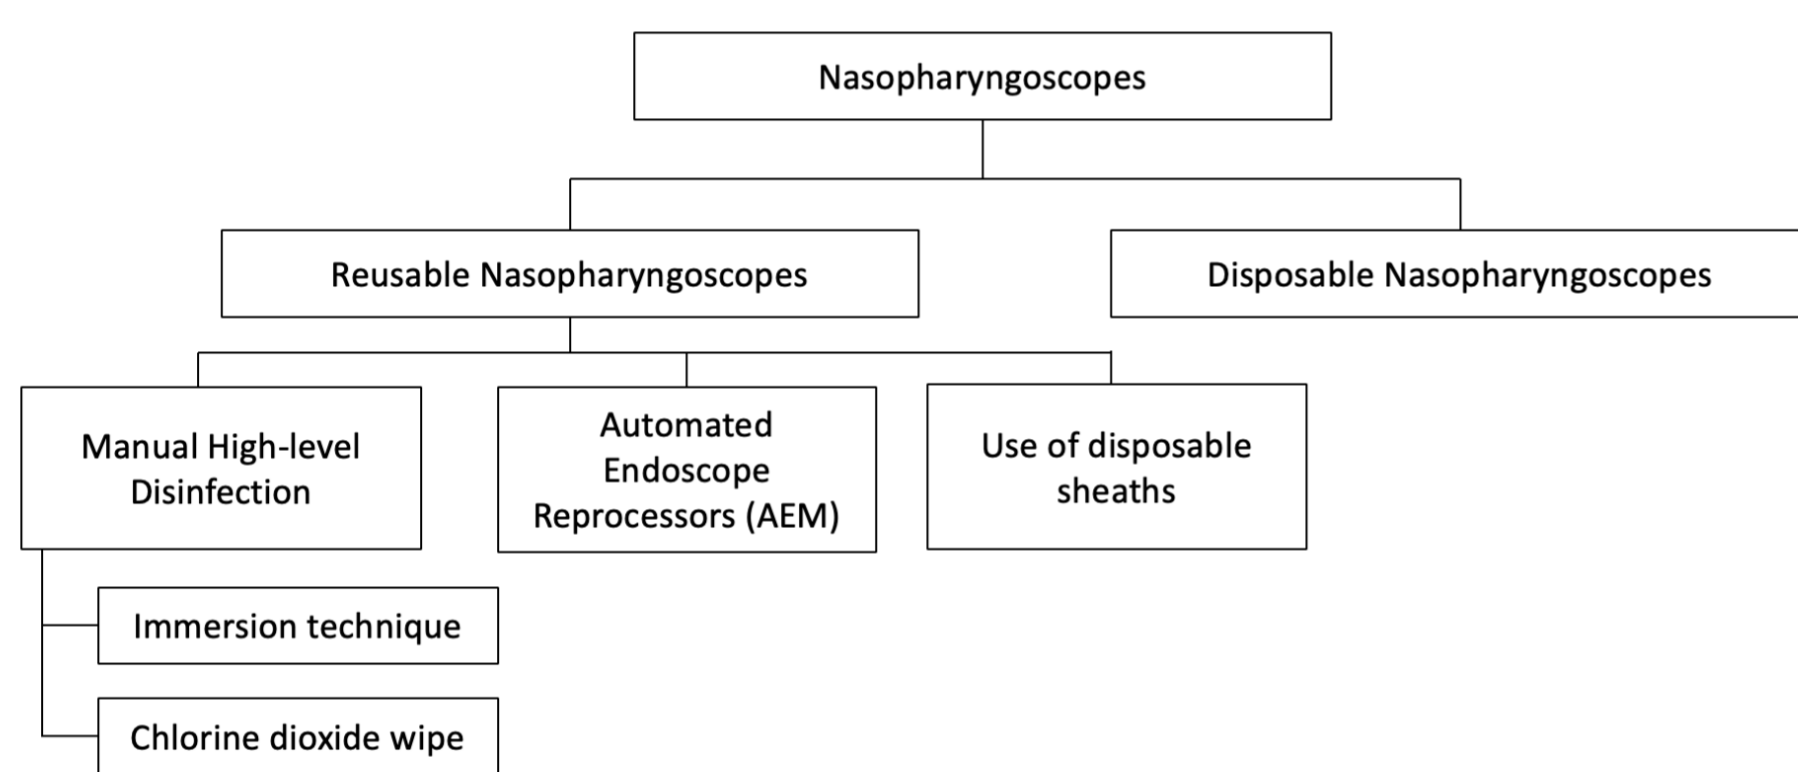 Nasopharyngoscopes
Reusable Nasopharyngoscopes
Disposable Nasopharyngoscopes
Manual High-level
Disinfection
Automated
Endoscope
Reprocessors (AEM)
Use of disposable
sheaths
Immersion technique
Chlorine dioxide wipe